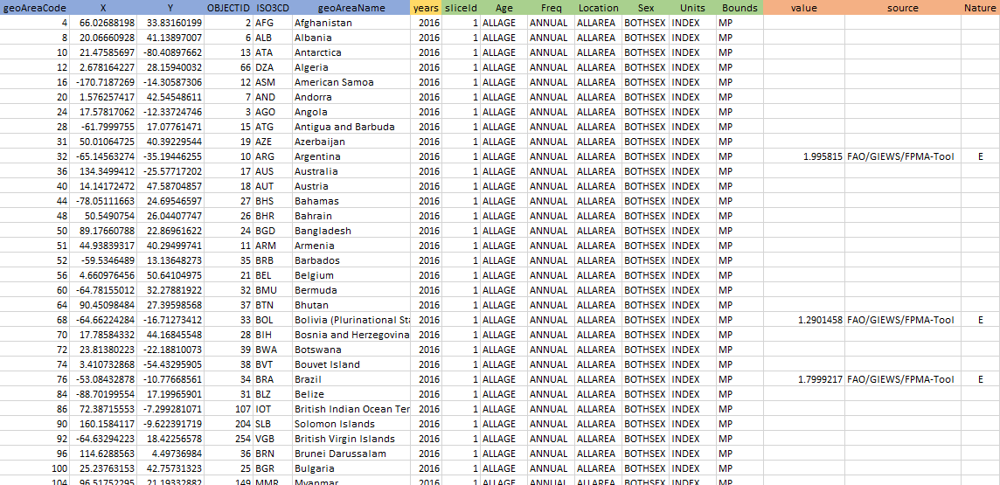 geoAreaCode X Y OBJECTID ISO3CD geoAreaName years sliceId Age Freq Location Sex Units Bounds value source Nature
4 66.02688198 33.83160199 2 AFG Afghanistan 2016 1 ALLAGE ANNUAL ALLAREA BOTHSEX INDEX MP
8 20.06660928 41.13897007 6 ALB Albania 2016 1 ALLAGE ANNUAL ALLAREA BOTHSEX INDEX MP
10 21.47585697 -80.40897662 13 ATA Antarctica 2016 1 ALLAGE ANNUAL ALLAREA BOTHSEX INDEX MP
12 2.678164227 28.15940032 66 DZA Algeria 2016 1 ALLAGE ANNUAL ALLAREA BOTHSEX INDEX MP
16 -170.7187269 -14.30587306 12 ASM American Samoa 2016 1 ALLAGE ANNUAL ALLAREA BOTHSEX INDEX MP
20 1.576257417 42.54548611 7 AND Andorra 2016 1 ALLAGE ANNUAL ALLAREA BOTHSEX INDEX MP
24 17.57817062 -12.33724746 3 AGO Angola 2016 1 ALLAGE ANNUAL ALLAREA BOTHSEX INDEX MP
28 -61.7999755 17.07761471 15 ATG Antigua and Barbuda 2016 1 ALLAGE ANNUAL ALLAREA BOTHSEX INDEX MP
31 50.01064725 40.39229544 19 AZE Azerbaijan 2016 1 ALLAGE ANNUAL ALLAREA BOTHSEX INDEX MP
32 -65.14563274 -35.19446255 10 ARG Argentina 2016 1 ALLAGE ANNUAL ALLAREA BOTHSEX INDEX MP 1.995815 FAO/GIEWS/FPMA-Tool E
36 134.3499412 -25.57717202 17 AUS Australia 2016 1 ALLAGE ANNUAL ALLAREA BOTHSEX INDEX MP
40 14.14172472 47.58704857 18 AUT Austria 2016 1 ALLAGE ANNUAL ALLAREA BOTHSEX INDEX MP
44 -78.05111663 24.69546597 27 BHS Bahamas 2016 1 ALLAGE ANNUAL ALLAREA BOTHSEX INDEX MP
48 50.5490754 26.04407747 26 BHR Bahrain 2016 1 ALLAGE ANNUAL ALLAREA BOTHSEX INDEX MP
50 89.17660788 22.86961622 24 BGD Bangladesh 2016 1 ALLAGE ANNUAL ALLAREA BOTHSEX INDEX MP
51 44.93839317 40.29499741 11 ARM Armenia 2016 1 ALLAGE ANNUAL ALLAREA BOTHSEX INDEX MP
52 -59.5346489 13.13648273 35 BRB Barbados 2016 1 ALLAGE ANNUAL ALLAREA BOTHSEX INDEX MP
56 4.660976456 50.64104975 21 BEL Belgium 2016 1 ALLAGE ANNUAL ALLAREA BOTHSEX INDEX MP
60 -64.78155012 32.27881922 32 BMU Bermuda 2016 1 ALLAGE ANNUAL ALLAREA BOTHSEX INDEX MP
64 90.45098484 27.39598568 37 BTN Bhutan 2016 1 ALLAGE ANNUAL ALLAREA BOTHSEX INDEX MP
68 -64.66224284 -16.71273412 33 BOL Bolivia (Plurinational Sta 2016 1 ALLAGE ANNUAL ALLAREA BOTHSEX INDEX MP 1.2901458 FAO/GIEWS/FPMA-Tool E
70 17.78584332 44.16845548 28 BIH Bosnia and Herzegovina 2016 1 ALLAGE ANNUAL ALLAREA BOTHSEX INDEX MP
72 23.81380223 -22.18810073 39 BWA Botswana 2016 1 ALLAGE ANNUAL ALLAREA BOTHSEX INDEX MP
74 3.410732868 -54.43295905 38 BVT Bouvet Island 2016 1 ALLAGE ANNUAL ALLAREA BOTHSEX INDEX MP
76 -53.08432878 -10.77668561 34 BRA Brazil 2016 1 ALLAGE ANNUAL ALLAREA BOTHSEX INDEX MP 1.7999217 FAO/GIEWS/FPMA-Tool E
84 -88.70199554 17.19965901 31 BLZ Belize 2016 1 ALLAGE ANNUAL ALLAREA BOTHSEX INDEX MP
86 72.38715553 -7.299281071 107 IOT British Indian Ocean Ter 2016 1 ALLAGE ANNUAL ALLAREA BOTHSEX INDEX MP
90 160.1584117 -9.622391719 204 SLB Solomon Islands 2016 1 ALLAGE ANNUAL ALLAREA BOTHSEX INDEX MP
92 -64.63294223 18.42256578 254 VGB British Virgin Islands 2016 1 ALLAGE ANNUAL ALLAREA BOTHSEX INDEX MP
96 114.6288563 4.49736984 36 BRN Brunei Darussalam 2016 1 ALLAGE ANNUAL ALLAREA BOTHSEX INDEX MP
100 25.23763153 42.75731323 25 BGR Bulgaria 2016 1 ALLAGE ANNUAL ALLAREA BOTHSEX INDEX MP
104 96.51752295 21.19332882 149 MMR Myanmar 2016 1 ALLAGE ANNUAL ALLAREA BOTHSEX INDEX MP